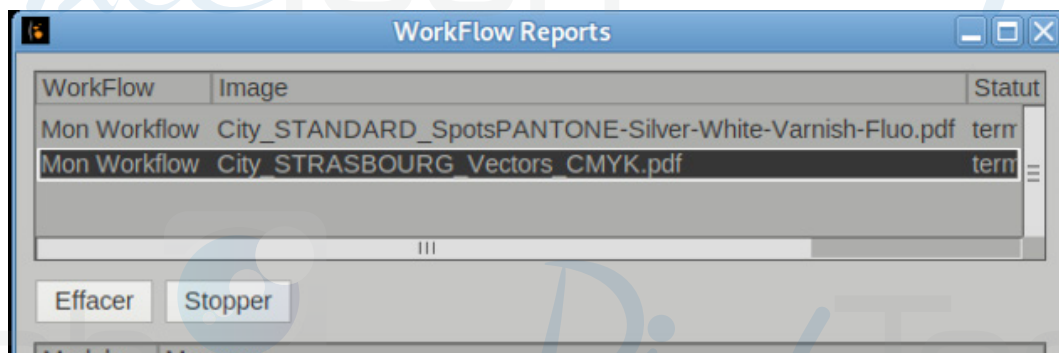 WorkFlow Reports
WorkFlow Image Statut
Mon Workflow City_STANDARD_SpotsPANTONE-Silver-White-Varnish-Fluo.pdf term
Mon Workflow City_STRASBOURG_Vectors_CMYK.pdf term
Effacer Stopper